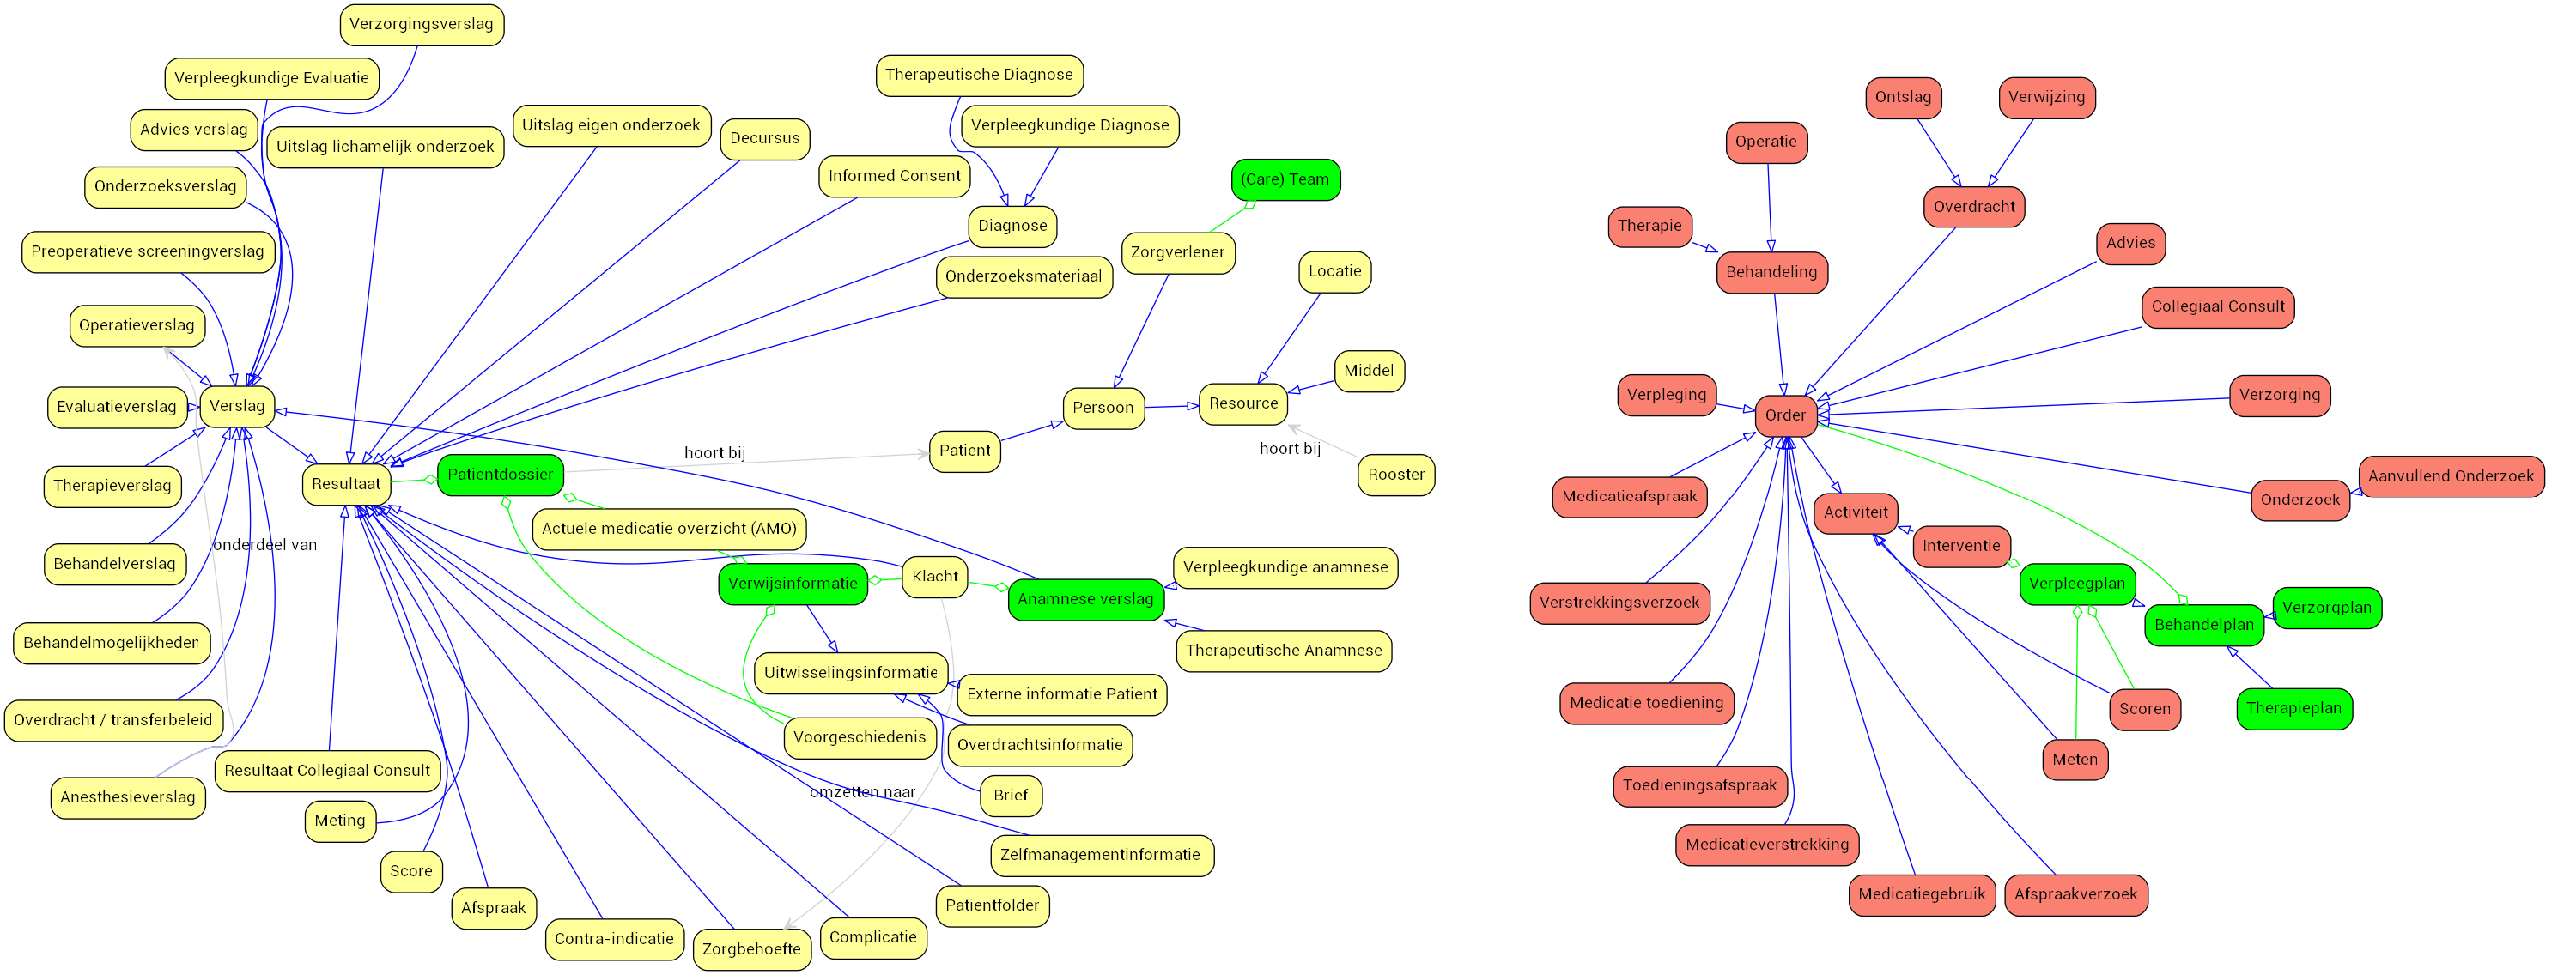 Verzorgingsverslag
Verpleegkundige Evaluatie
Advies verslag
Uitslag lichamelijk onderzoek
Onderzoeksverslag
Uitslag eigen onderzoek
Decursus
Informed Consent
Therapeutische Diagnose
Verpleegkundige Diagnose
Diagnose
Onderzoeksmateriaal
(Care) Team
Zorgverlener
Locatie
Preoperatieve screeningverslag
Operatieverslag
Evaluatieverslag
Verslag
Therapieverslag
Resultaat
Patientdossier
hoort bij
Patient
Persoon
Resource
Middel
hoort bij
Rooster
Behandelverslag
onderdeel van
Actuele medicatie overzicht (AMO)
Verwijsinformatie
Klacht
Anamnese verslag
Verpleegkundige anamnese
Therapeutische Anamnese
Behandelmogelijkheden
Uitwisselingsinformatie
Externe informatie Patient
Overdracht / transferbeleid
Voorgeschiedenis
Overdrachtsinformatie
Resultaat Collegiaal Consult
Anesthesieverslag
omzetten naar
Brief
Meting
Score
Zelfmanagementinformatie
Afspraak
Patientfolder
Contra-indicatie
Zorgbehoefte
Complicatie
Ontslag
Verwijzing
Operatie
Overdracht
Therapie
Behandeling
Advies
Collegiaal Consult
Verpleging
Order
Verzorging
Medicatieafspraak
Activiteit
Onderzoek
Aanvullend Onderzoek
Interventie
Verstrekkingsverzoek
Verpleegplan
Behandelplan
Verzorgplan
Medicatie toediening
Scoren
Therapieplan
Meten
Toedieningsafspraak
Medicatieverstrekking
Medicatiegebruik
Afspraakverzoek